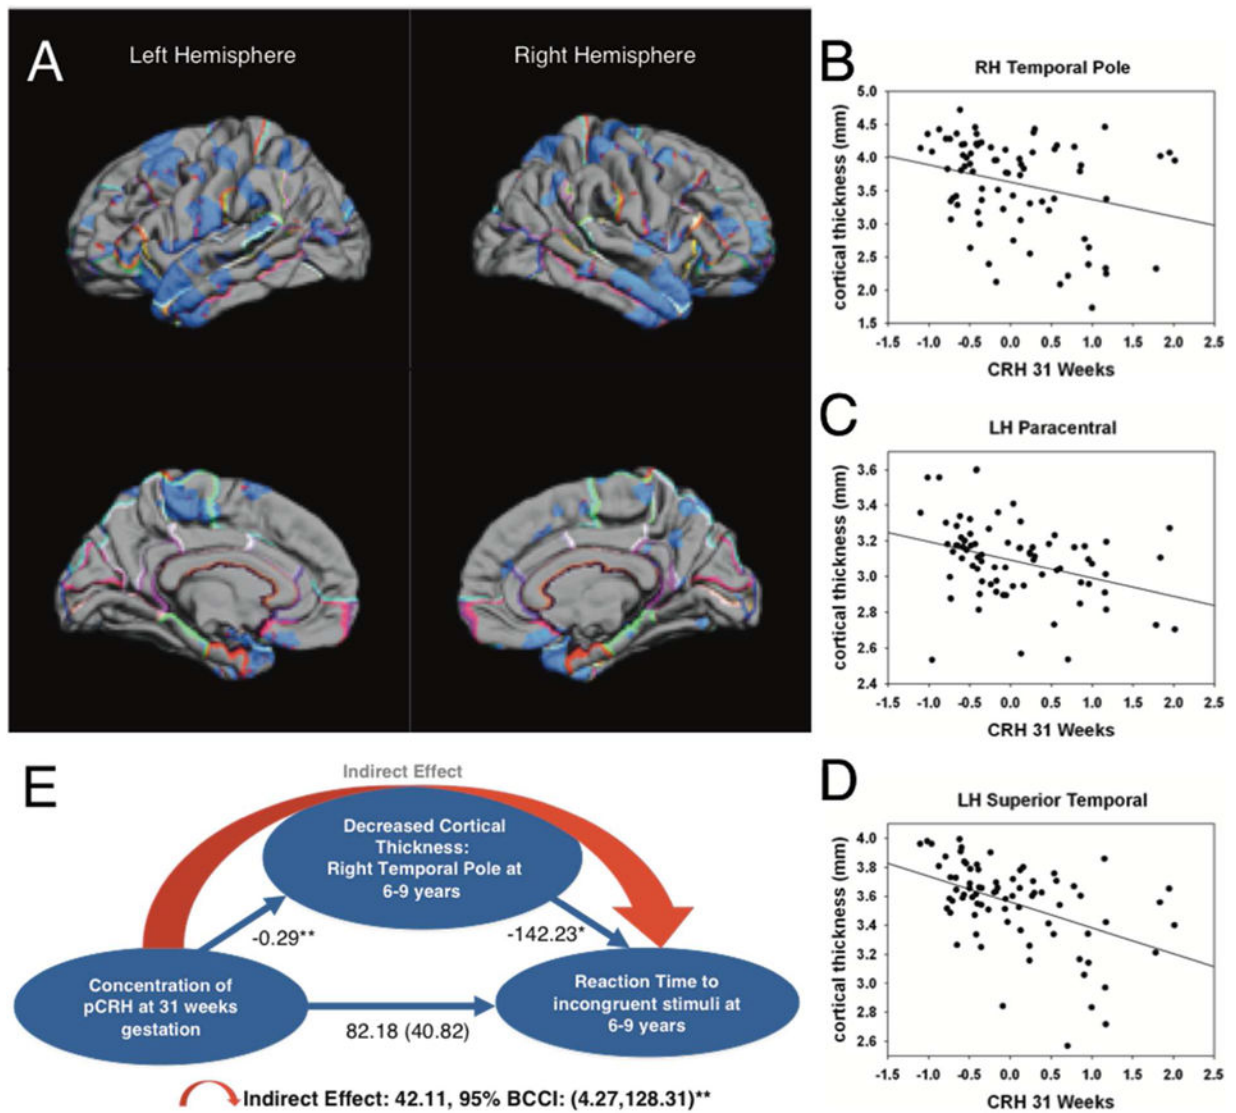 A
Left Hemisphere
Right Hemisphere
B
RH Temporal Pole
cortical thickness (mm)
5.0
4.0
3.5
3.0
2.5
2.0
1.5
-1.5 -1.0 -0.5 0.0 0.5 1.0 1.5 2.0 2.5
CRH 31 Weeks
C
LH Paracentral
cortical thickness (mm)
3.6
3.4
3.2
3.0
2.8
2.6
2.4
-1.5 -1.0 -0.5 0.0 0.5 1.0 1.5 2.0 2.5
CRH 31 Weeks
D
LH Superior Temporal
cortical thickness (mm)
4.0
3.8
3.6
3.4
3.2
3.0
2.8
2.6
-1.5 -1.0 -0.5 0.0 0.5 1.0 1.5 2.0 2.5
CRH 31 Weeks
E
Indirect Effect
Decreased Cortical
Thickness:
Right Temporal Pole at
6-9 years
-0.29**
-142.23*
Concentration of
pCRH at 31 weeks
gestation
Reaction Time to
incongruent stimuli at
6-9 years
82.18 (40.82)
Indirect Effect: 42.11, 95% BCCI: (4.27,128.31)**